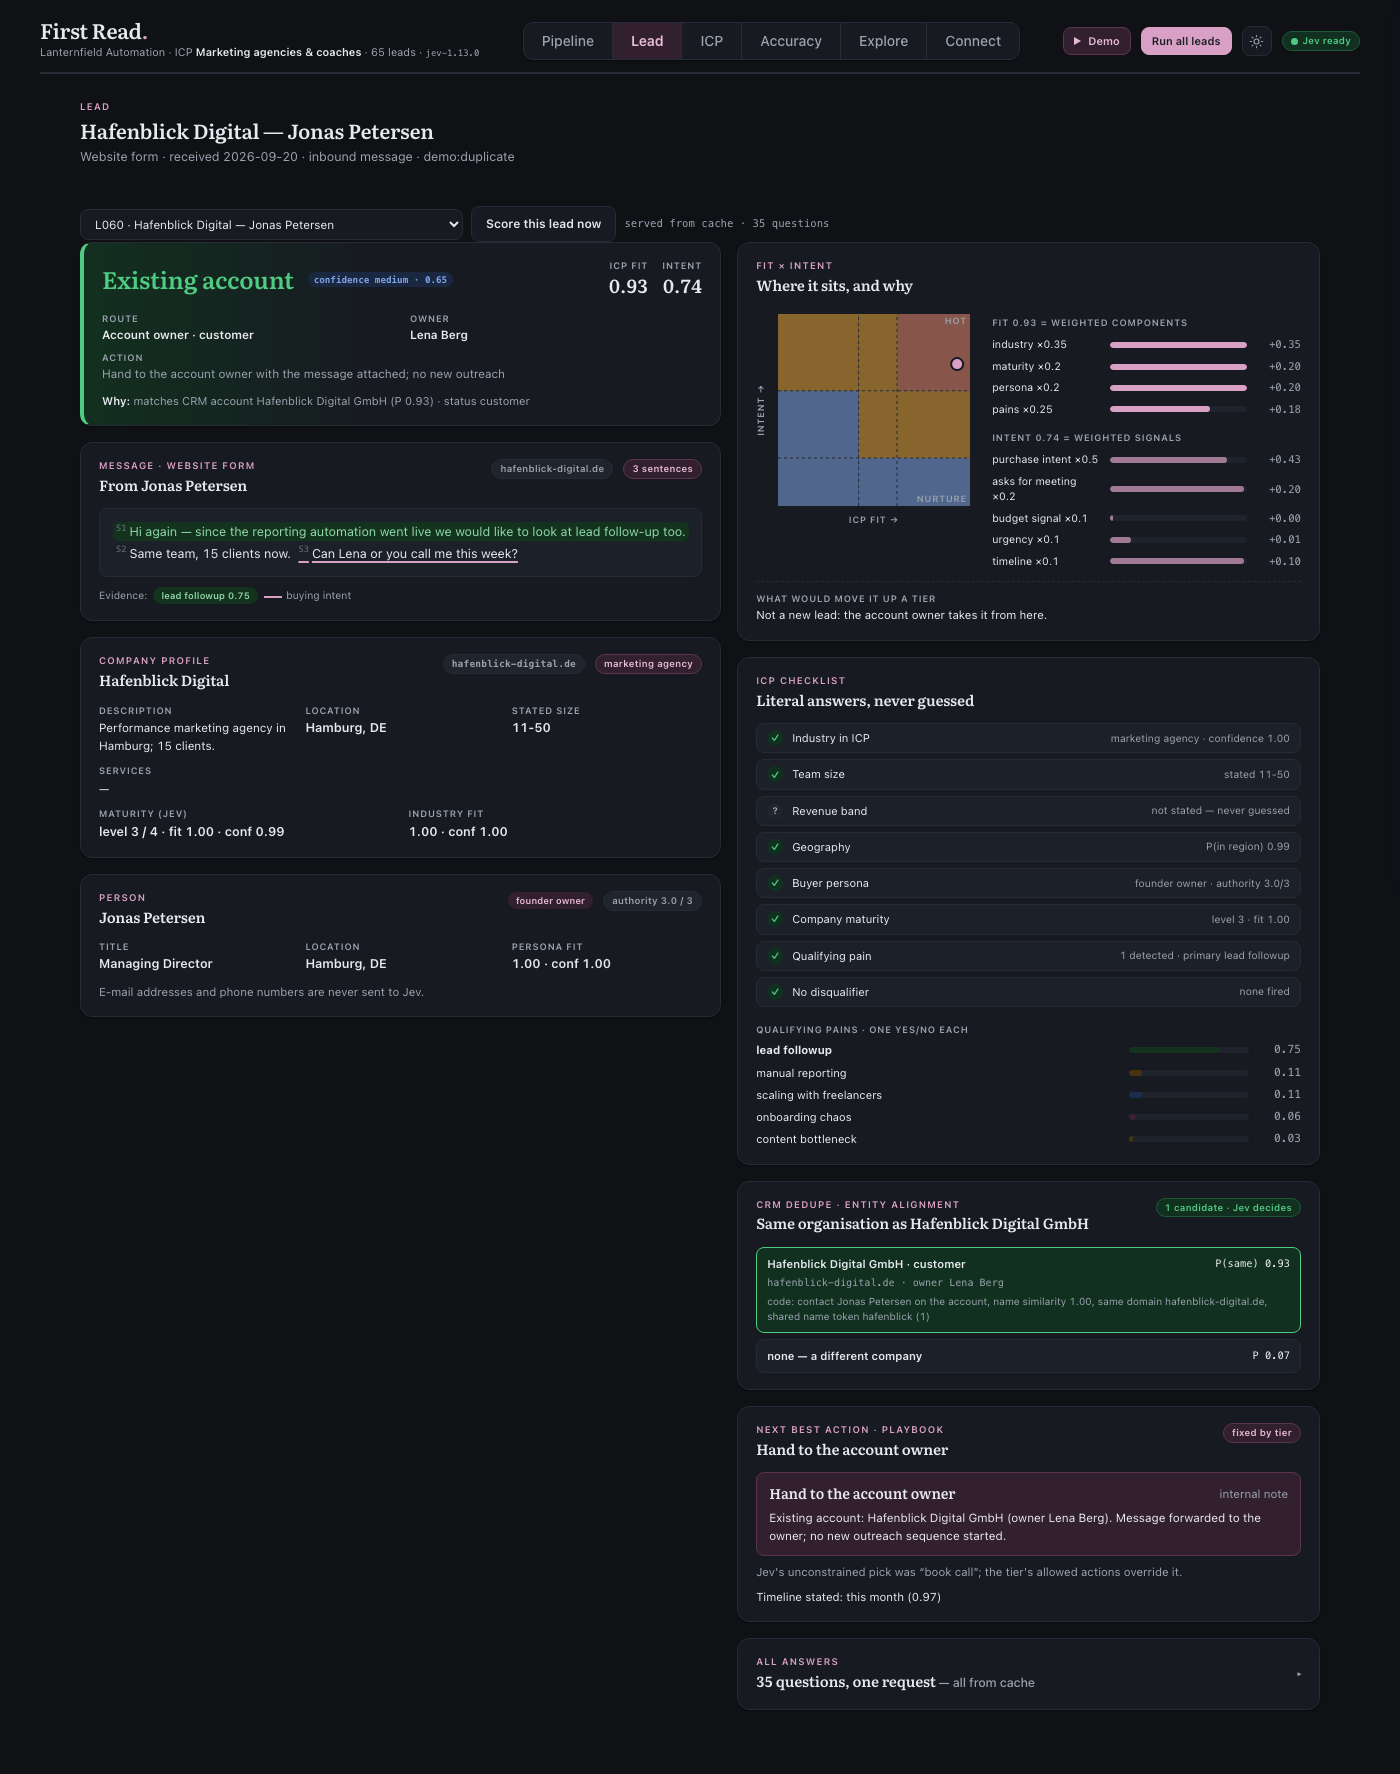 First Read.
Lanternfield Automation · ICP Marketing agencies & coaches · 65 leads · jev-1.13.0
Pipeline
Lead
ICP
Accuracy
Explore
Connect
▶ Demo
Run all leads
Jev ready
LEAD
Hafenblick Digital — Jonas Petersen
Website form · received 2026-09-20 · inbound message · demo:duplicate
L060 · Hafenblick Digital — Jonas Petersen
Score this lead now
served from cache · 35 questions
Existing account
confidence medium · 0.65
ICP FIT
0.93
INTENT
0.74
ROUTE
Account owner · customer
OWNER
Lena Berg
ACTION
Hand to the account owner with the message attached; no new outreach
Why: matches CRM account Hafenblick Digital GmbH (P 0.93) · status customer
MESSAGE · WEBSITE FORM
From Jonas Petersen
hafenblick-digital.de
3 sentences
S1 Hi again — since the reporting automation went live we would like to look at lead follow-up too.
S2 Same team, 15 clients now. S3 Can Lena or you call me this week?
Evidence: lead followup 0.75 buying intent
COMPANY PROFILE
Hafenblick Digital
hafenblick-digital.de
marketing agency
DESCRIPTION
Performance marketing agency in
Hamburg; 15 clients.
LOCATION
Hamburg, DE
STATED SIZE
11-50
SERVICES
—
MATURITY (JEV)
level 3 / 4 · fit 1.00 · conf 0.99
INDUSTRY FIT
1.00 · conf 1.00
PERSON
Jonas Petersen
founder owner
authority 3.0 / 3
TITLE
Managing Director
LOCATION
Hamburg, DE
PERSONA FIT
1.00 · conf 1.00
E-mail addresses and phone numbers are never sent to Jev.
FIT × INTENT
Where it sits, and why
HOT
NURTURE
INTENT →
ICP FIT →
FIT 0.93 = WEIGHTED COMPONENTS
industry ×0.35 +0.35
maturity ×0.2 +0.20
persona ×0.2 +0.20
pains ×0.25 +0.18
INTENT 0.74 = WEIGHTED SIGNALS
purchase intent ×0.5 +0.43
asks for meeting
×0.2 +0.20
budget signal ×0.1 +0.00
urgency ×0.1 +0.01
timeline ×0.1 +0.10
WHAT WOULD MOVE IT UP A TIER
Not a new lead: the account owner takes it from here.
ICP CHECKLIST
Literal answers, never guessed
✓ Industry in ICP marketing agency · confidence 1.00
✓ Team size stated 11-50
? Revenue band not stated — never guessed
✓ Geography P(in region) 0.99
✓ Buyer persona founder owner · authority 3.0/3
✓ Company maturity level 3 · fit 1.00
✓ Qualifying pain 1 detected · primary lead followup
✓ No disqualifier none fired
QUALIFYING PAINS · ONE YES/NO EACH
lead followup 0.75
manual reporting 0.11
scaling with freelancers 0.11
onboarding chaos 0.06
content bottleneck 0.03
CRM DEDUPE · ENTITY ALIGNMENT
Same organisation as Hafenblick Digital GmbH
1 candidate · Jev decides
Hafenblick Digital GmbH · customer P(same) 0.93
hafenblick-digital.de · owner Lena Berg
code: contact Jonas Petersen on the account, name similarity 1.00, same domain hafenblick-digital.de,
shared name token hafenblick (1)
none — a different company P 0.07
NEXT BEST ACTION · PLAYBOOK
Hand to the account owner
fixed by tier
Hand to the account owner internal note
Existing account: Hafenblick Digital GmbH (owner Lena Berg). Message forwarded to the
owner; no new outreach sequence started.
Jev's unconstrained pick was “book call”; the tier's allowed actions override it.
Timeline stated: this month (0.97)
ALL ANSWERS
35 questions, one request — all from cache